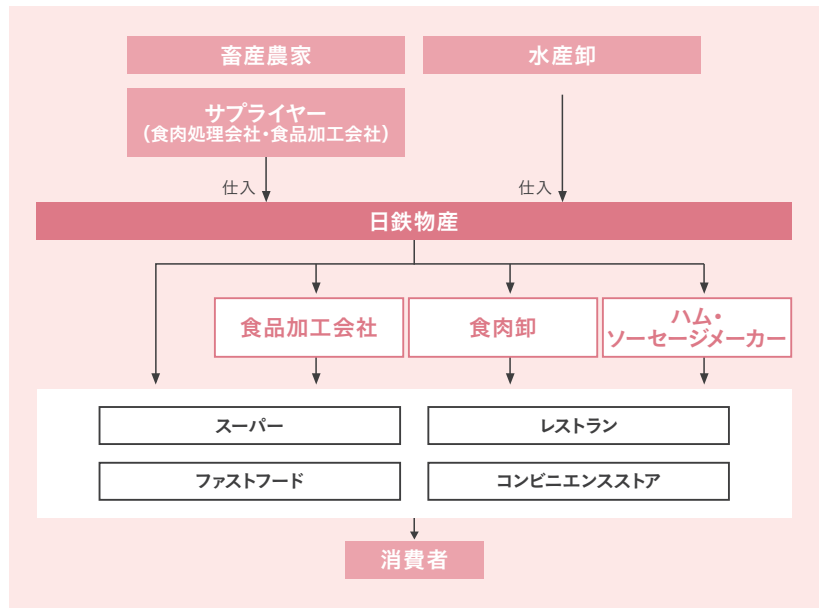 畜産農家
水産卸
サプライヤー
（食肉処理会社・食品加工会社）
仕入
仕入
日鉄物産
食品加工会社
食肉卸
ハム・
ソーセージメーカー
スーパー
レストラン
ファストフード
コンビニエンスストア
消費者